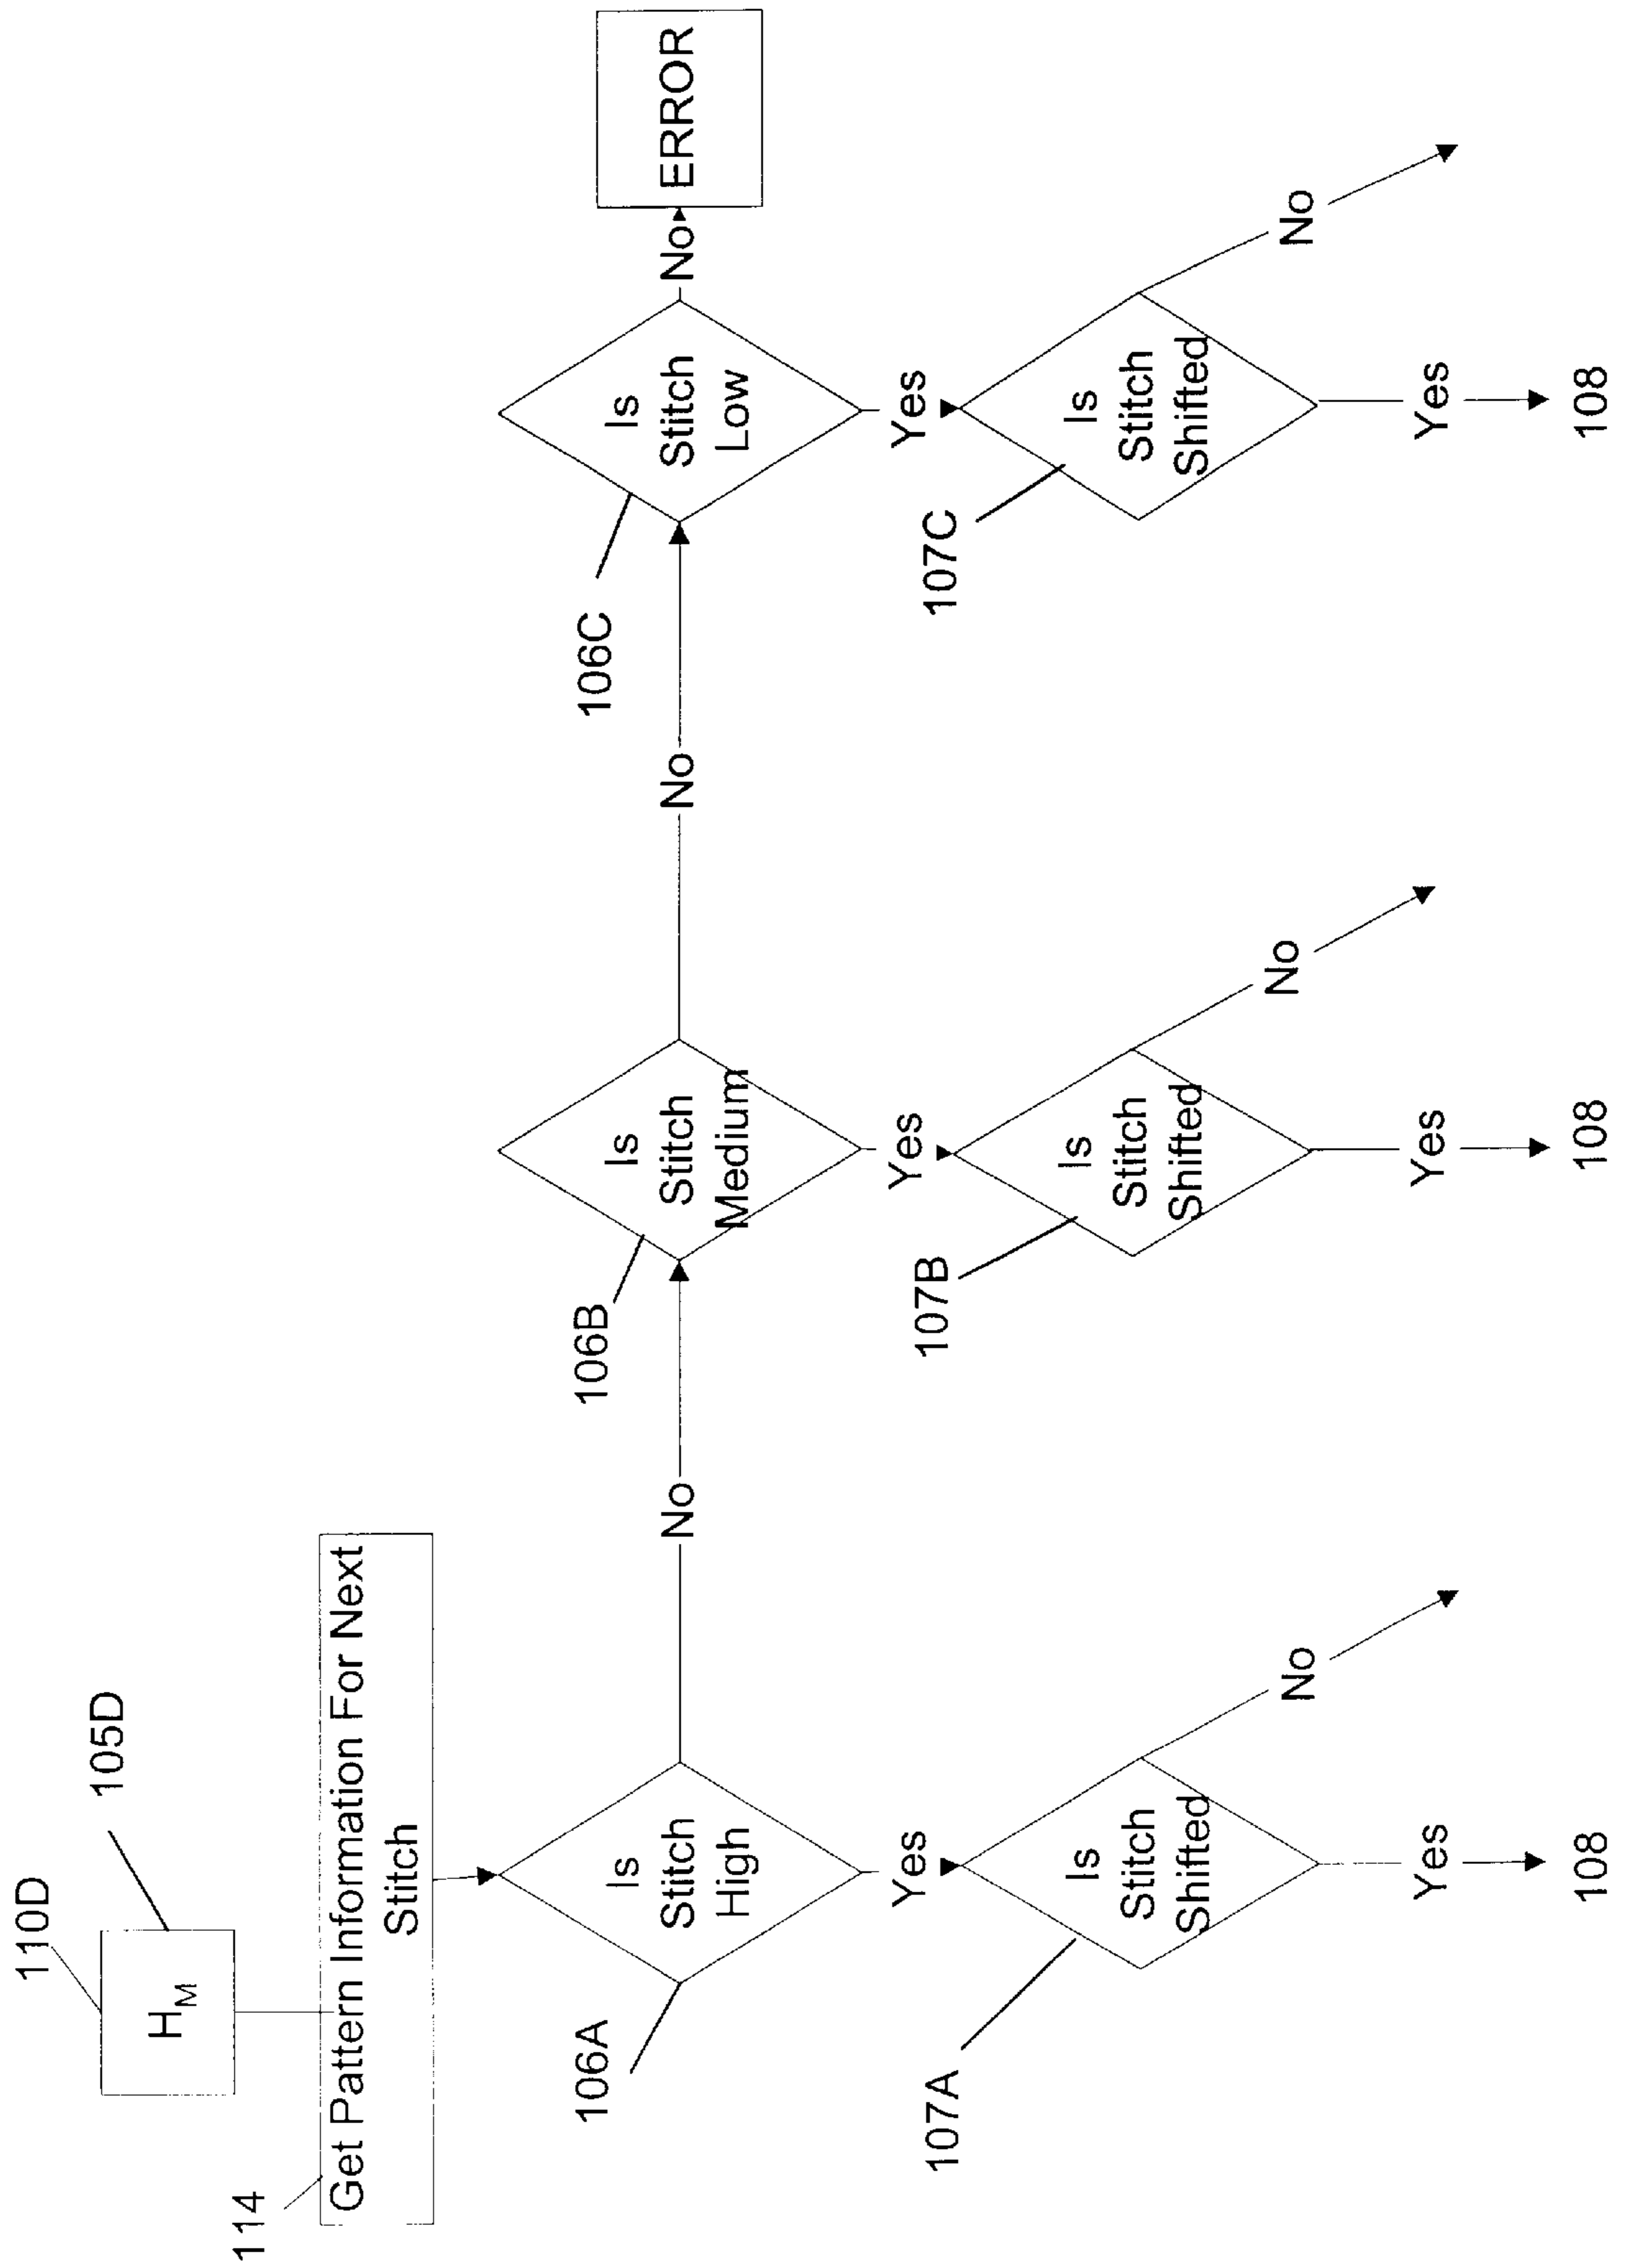 110D
105D
H_M
114
Get Pattern Information For Next
Stitch
106A
Is
Stitch
High
No
106B
Is
Stitch
Medium
No
106C
Is
Stitch
Low
No
ERROR
Yes
Yes
Yes
107A
Is
Stitch
Shifted
No
107B
Is
Stitch
Shifted
No
107C
Is
Stitch
Shifted
No
Yes
Yes
Yes
108
108
108